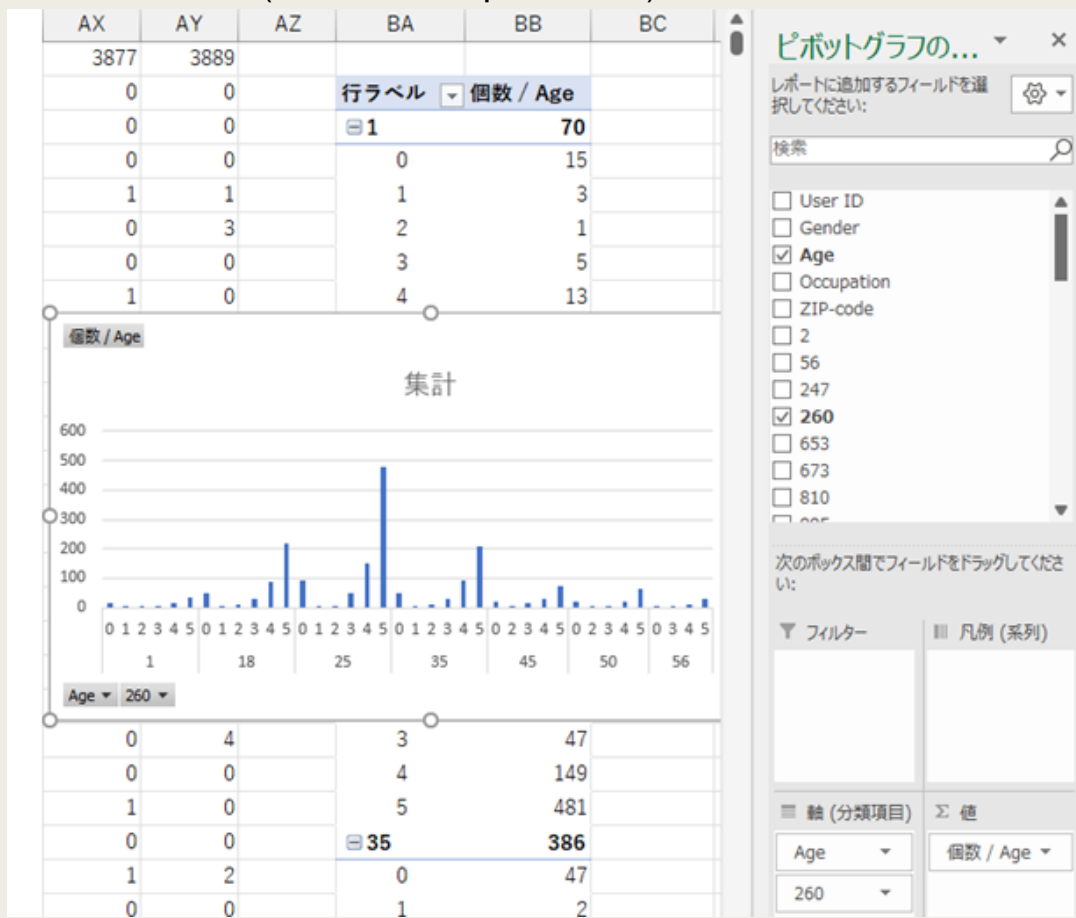 AX AY AZ BA BB BC
3877 3889
0 0 行ラベル 個数 / Age
0 0 1 70
0 0 0 15
1 1 1 3
0 3 2 1
0 0 3 5
1 0 4 13
個数 / Age
集計
600
500
400
300
200
100
0
0 1 2 3 4 5 0 1 2 3 4 5 0 1 2 3 4 5 0 1 2 3 4 5 0 2 3 4 5 0 2 3 4 5 0 3 4 5
1 18 25 35 45 50 56
Age 260
0 4 3 47
0 0 4 149
1 0 5 481
0 0 35 386
1 2 0 47
0 0 1 2
ピボットグラフの...
レポートに追加するフィールドを選
択してください:
検索
User ID
Gender
Age
Occupation
ZIP-code
2
56
247
260
653
673
810
次のボックス間でフィールドをドラッグしてくださ
い:
フィルター
凡例 (系列)
軸 (分類項目)
Σ 値
Age
個数 / Age
260